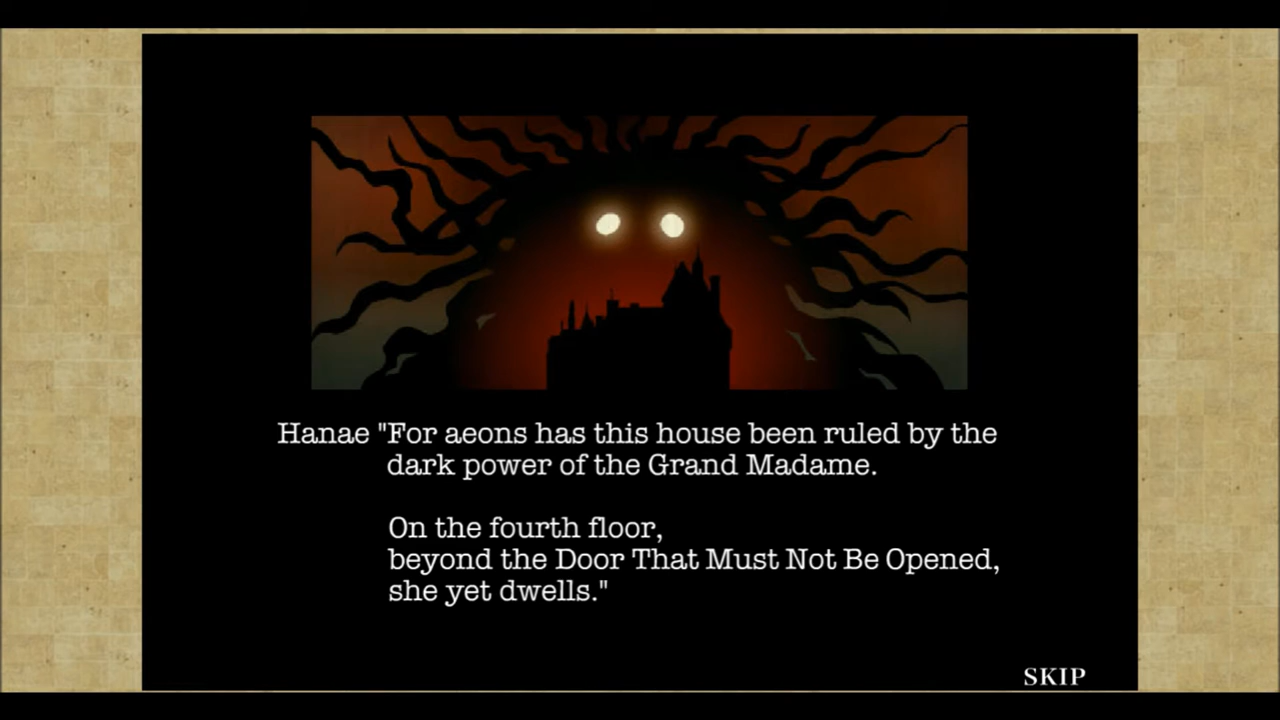 Hanae "For aeons has this house been ruled by the
dark power of the Grand Madame.
On the fourth floor,
beyond the Door That Must Not Be Opened,
she yet dwells."
SKIP